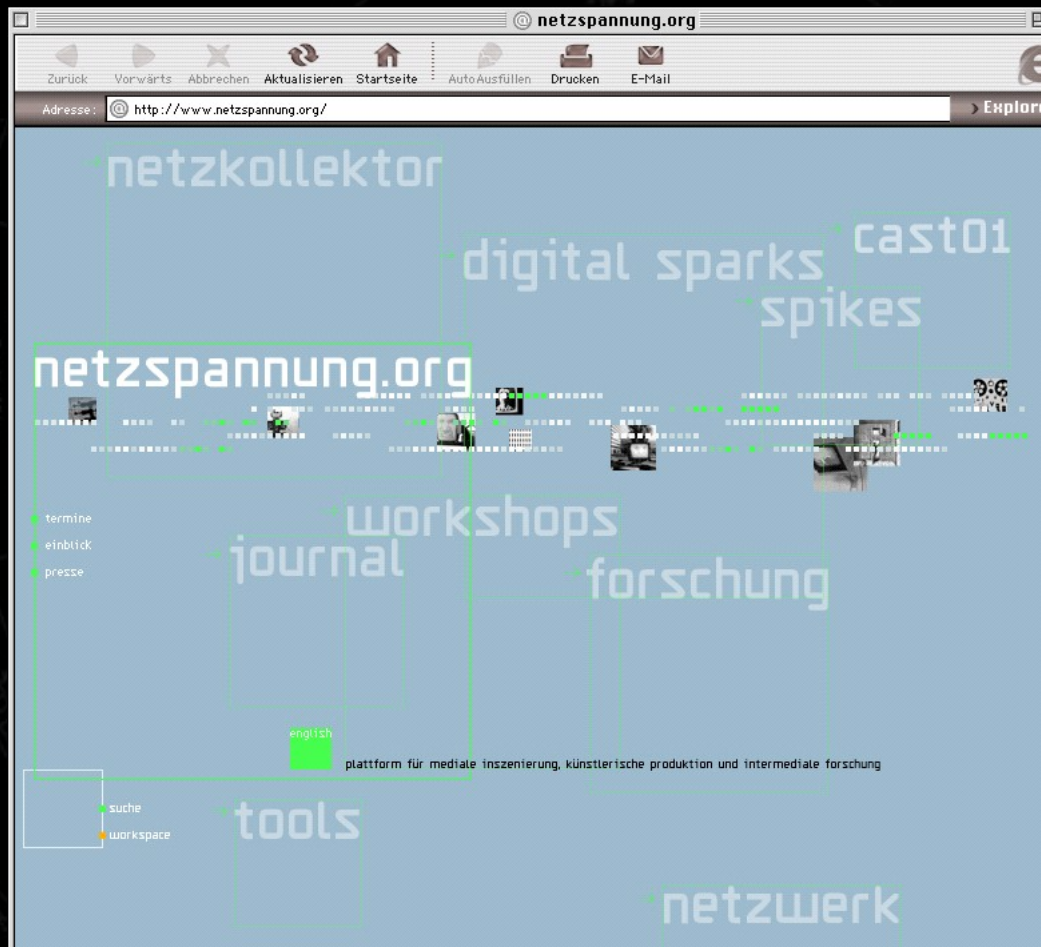 @ netzspannung.org
Zurück Vorwärts Abbrechen Aktualisieren Startseite AutoAusfüllen Drucken E-Mail
Adresse: @ http://www.netzspannung.org/ › Explor
netzkollektor
cast01
digital sparks
spikes
netzspannung.org
termine
einblick
presse
workshops
journal
forschung
english
plattform für mediale inszenierung, künstlerische produktion und intermediale forschung
suche
workspace
tools
netzwerk